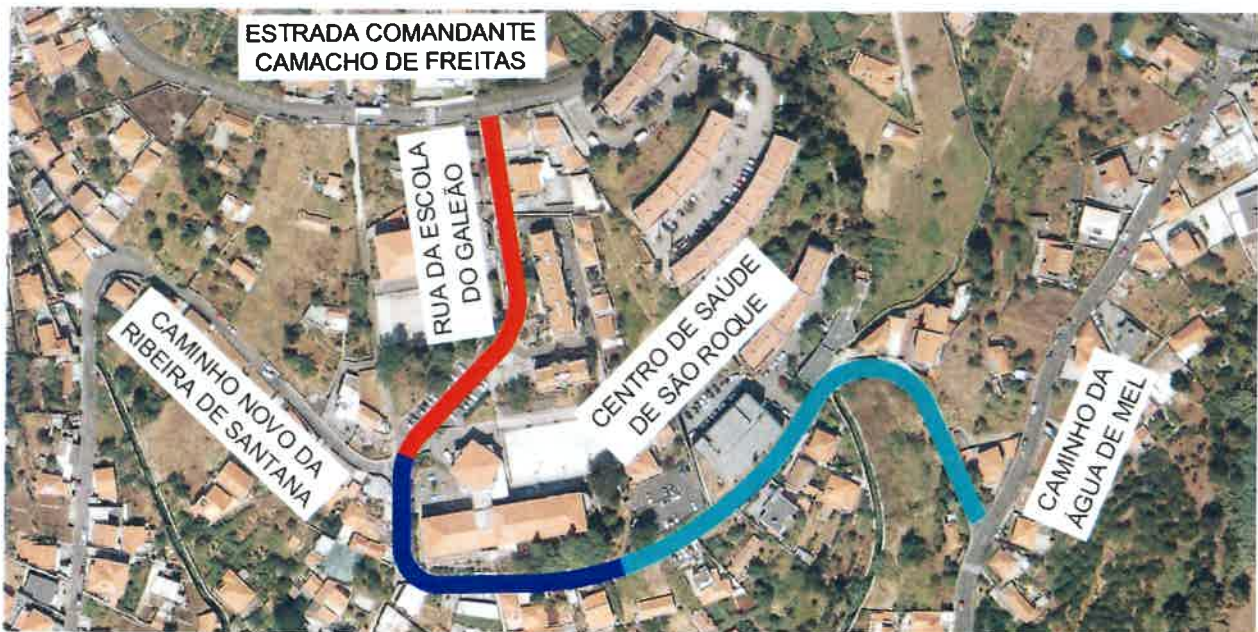 ESTRADA COMANDANTE
CAMACHO DE FREITAS
RUA DA ESCOLA
DO GALEÃO
CAMINHO NOVO DA
RIBEIRA DE SANTANA
CENTRO DE SAÚDE
DE SÃO ROQUE
CAMINHO DA
ÁGUA DE MEL